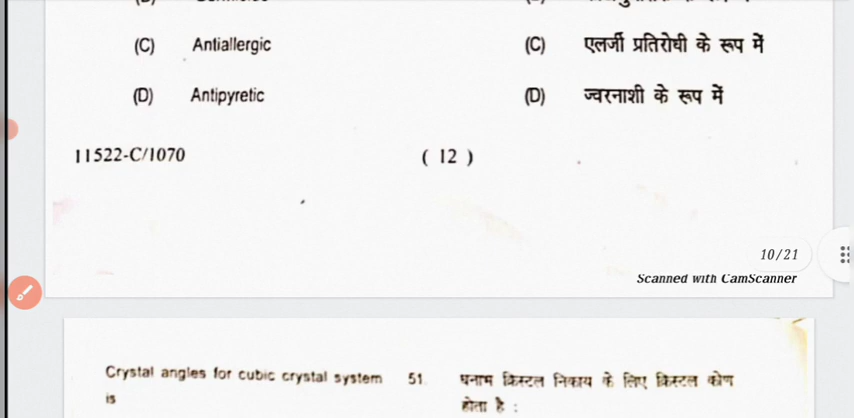 (C) Antiallergic (C) एलर्जी प्रतिरोधी के रूप में
(D) Antipyretic (D) ज्वरनाशी के रूप में
11522-C/1070 ( 12 )
10/21
Scanned with CamScanner
Crystal angles for cubic crystal system 51. घनाभ क्रिस्टल निकाय के लिए क्रिस्टल कोण
is होता है :